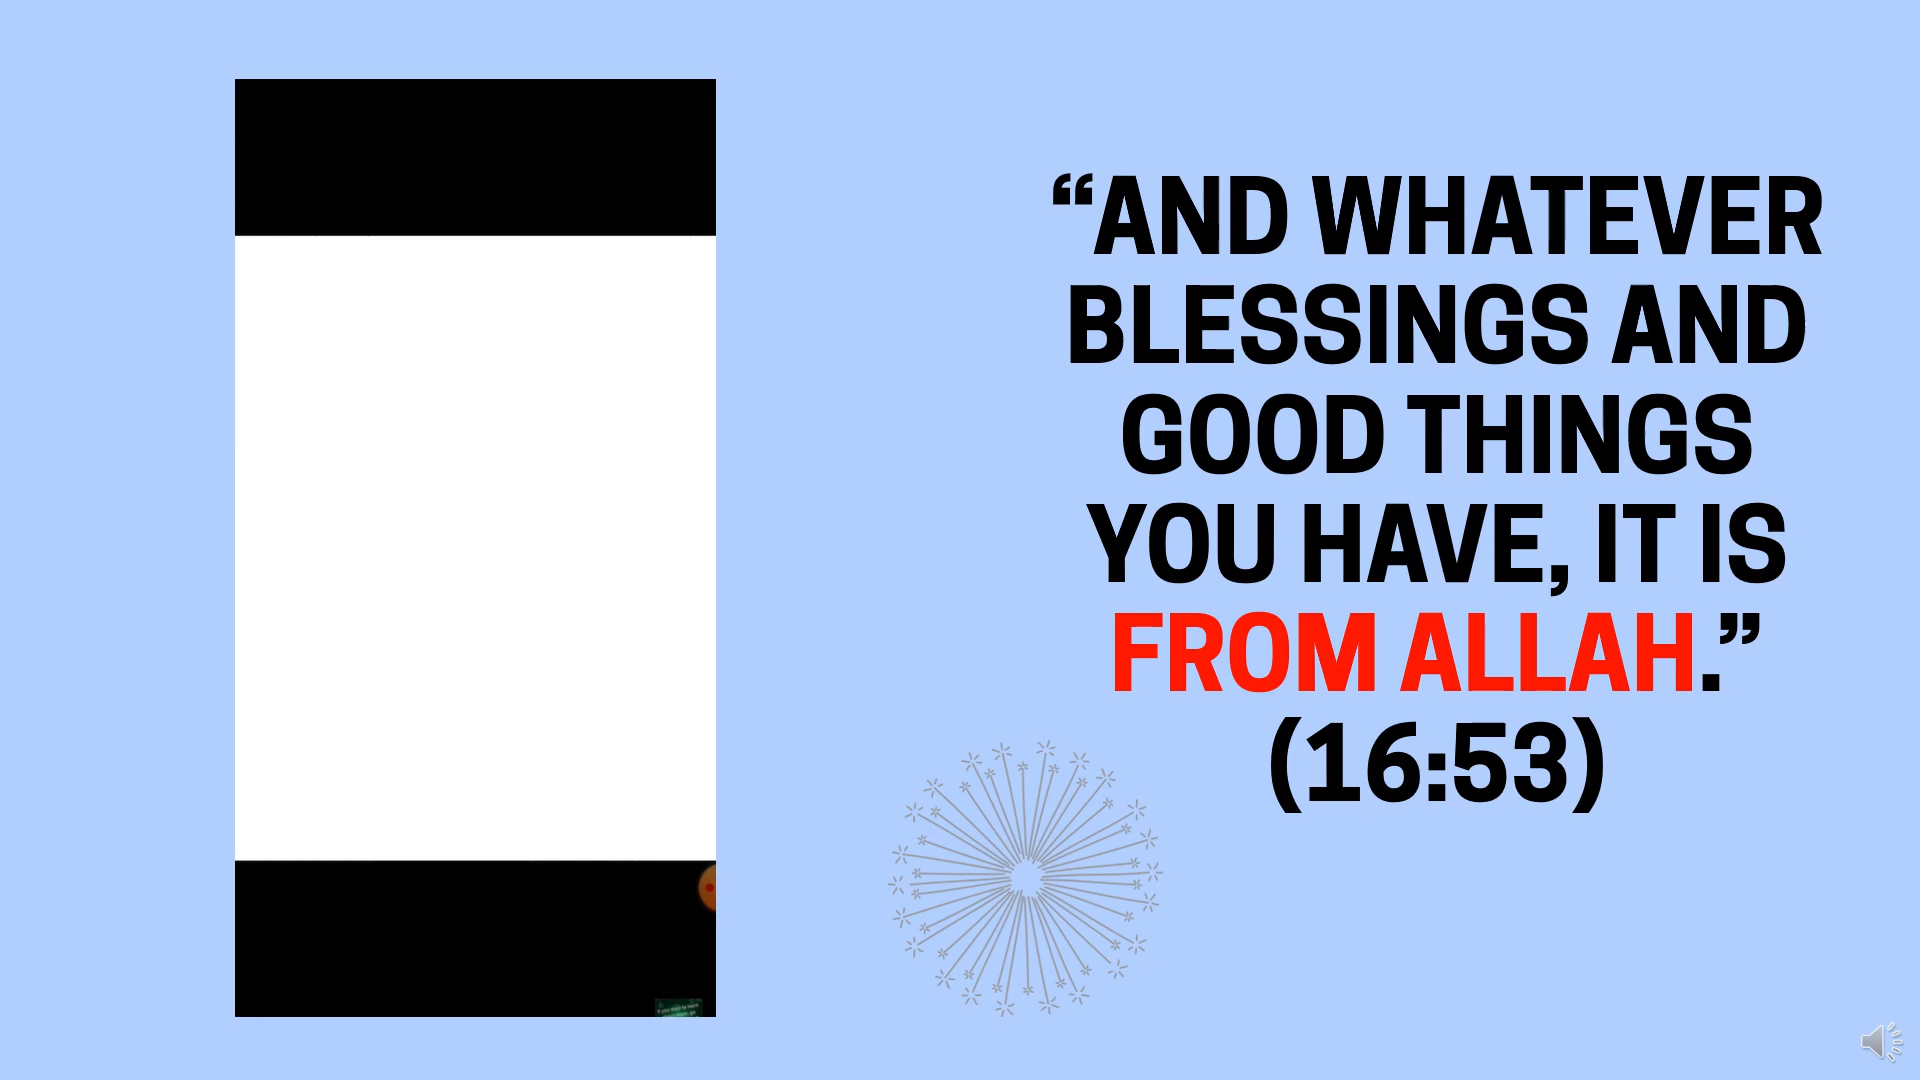 “AND WHATEVER
BLESSINGS AND
GOOD THINGS
YOU HAVE, IT IS
FROM ALLAH.”
(16:53)